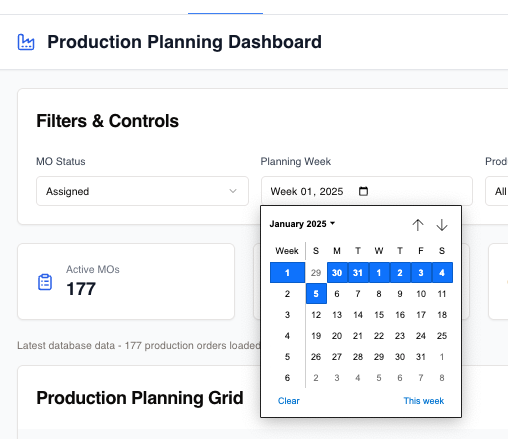 Production Planning Dashboard
Filters & Controls
MO Status
Planning Week
Prod
Assigned
Week 01, 2025
All
January 2025
Week S M T W T F S
1 29 30 31 1 2 3 4
2 5 6 7 8 9 10 11
3 12 13 14 15 16 17 18
4 19 20 21 22 23 24 25
5 26 27 28 29 30 31 1
6 2 3 4 5 6 7 8
Clear
This week
Active MOs
177
Latest database data - 177 production orders loaded
Production Planning Grid